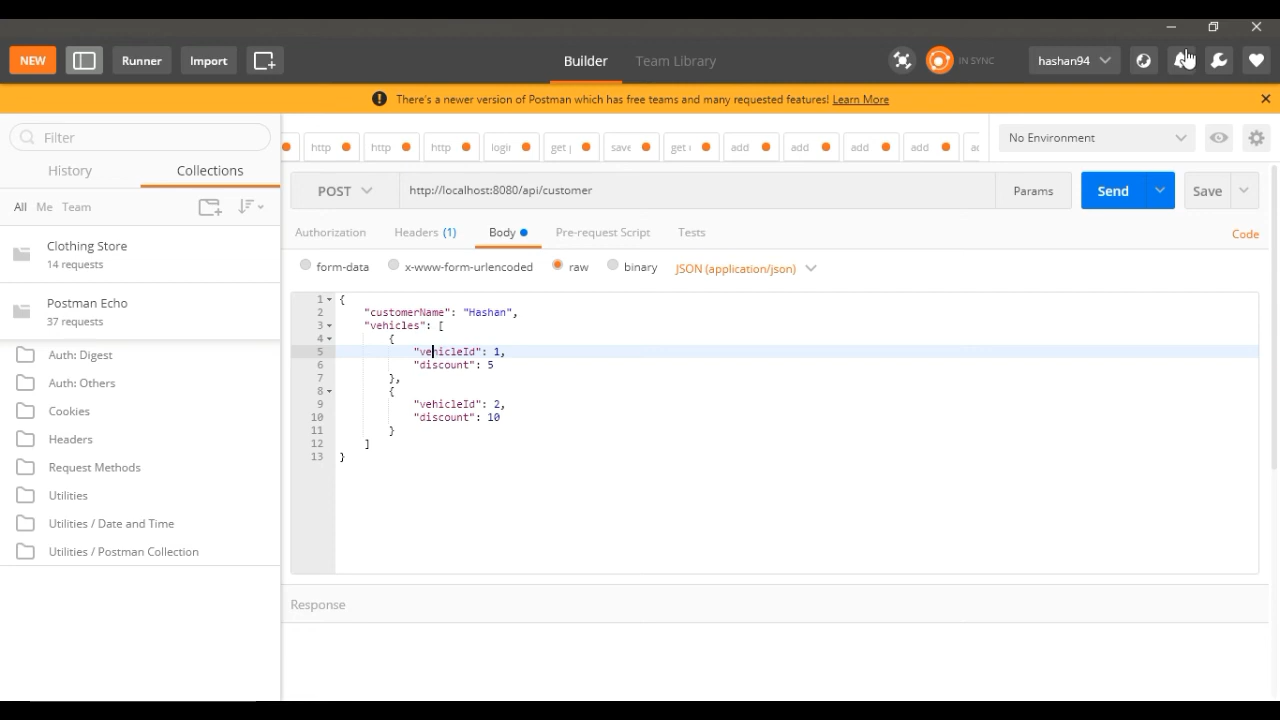 NEW Runner Import Builder Team Library IN SYNC hashan94
There's a newer version of Postman which has free teams and many requested features! Learn More
Filter
History Collections
All Me Team
Clothing Store
14 requests
Postman Echo
37 requests
Auth: Digest
Auth: Others
Cookies
Headers
Request Methods
Utilities
Utilities / Date and Time
Utilities / Postman Collection
http http http save add add add add No Environment
POST http://localhost:8080/api/customer Params Send Save
Authorization Headers (1) Body Pre-request Script Tests Code
form-data x-www-form-urlencoded raw binary JSON (application/json)
1 {
2 "customerName": "Hashan",
3 "vehicles": [
4 {
5 "vehicleId": 1,
6 "discount": 5
7 },
8 {
9 "vehicleId": 2,
10 "discount": 10
11 }
12 ]
13 }
Response